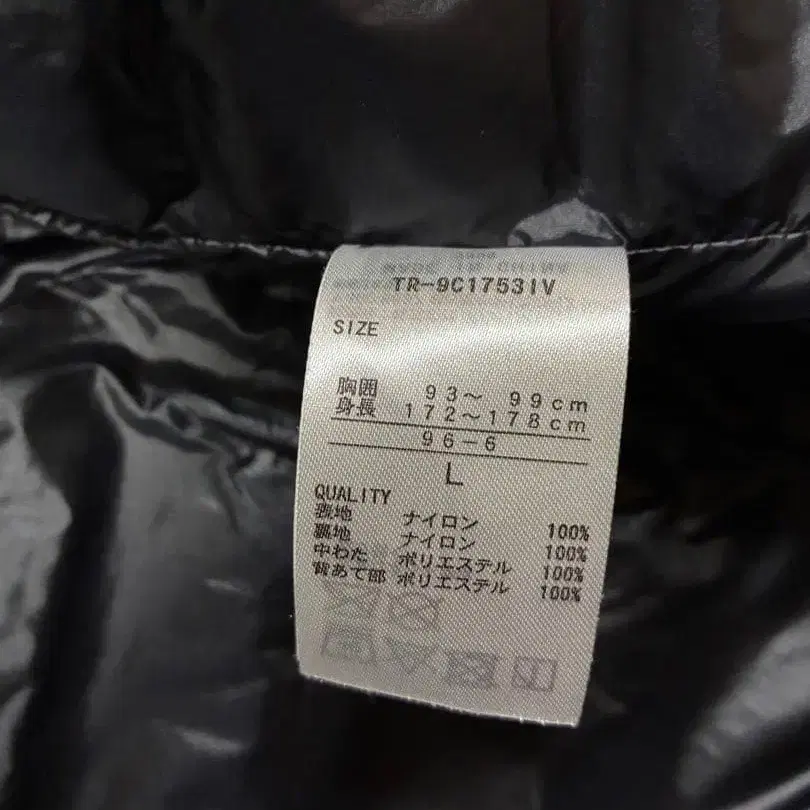 TR-9C1753IV
SIZE
胸囲 93～ 99cm
身長 172～178cm
96-6
L
QUALITY
表地 ナイロン 100%
裏地 ナイロン 100%
中わた ポリエステル 100%
背あて部 ポリエステル 100%